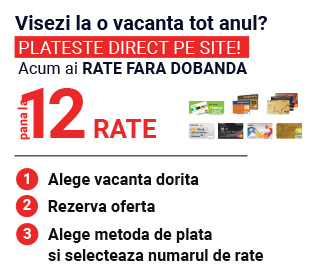 Visezi la o vacanta tot anul?
PLATESTE DIRECT PE SITE!
Acum ai RATE FARA DOBANDA
pana la 12 RATE
1 Alege vacanta dorita
2 Rezerva oferta
3 Alege metoda de plata
si selecteaza numarul de rate